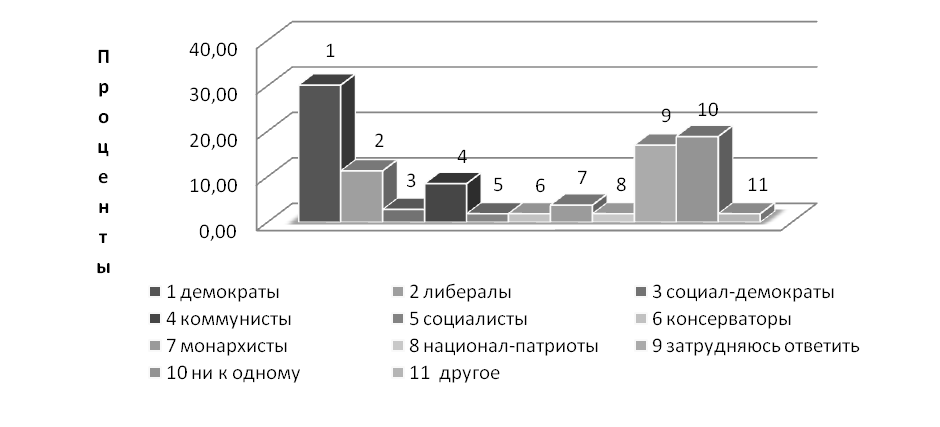 Проценты
40,00
30,00
20,00
10,00
0,00
1
2
3
4
5
6
7
8
9
10
11
1 демократы
2 либералы
3 социал-демократы
4 коммунисты
5 социалисты
6 консерваторы
7 монархисты
8 национал-патриоты
9 затрудняюсь ответить
10 ни к одному
11 другое